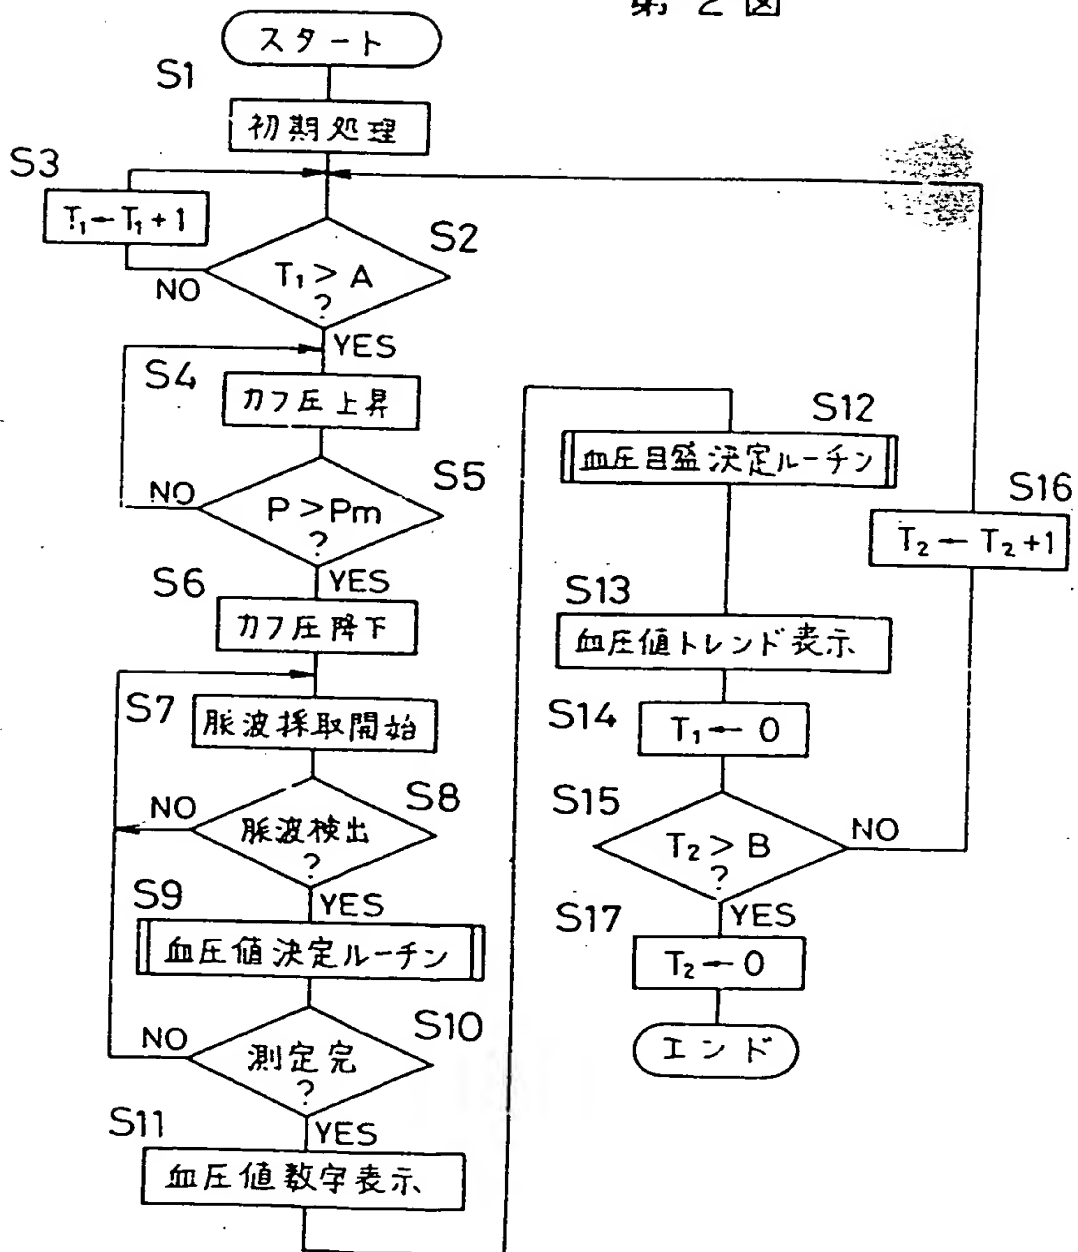 第2図
スタート
S1
初期処理
S3
T₁←T₁+1
S2
T₁>A
?
NO
YES
S4
カフ圧上昇
S5
P>Pm
?
NO
YES
S6
カフ圧降下
S7
脈波採取開始
S8
脈波検出
?
NO
YES
S9
血圧値決定ルーチン
S10
測定完
?
NO
YES
S11
血圧値数字表示
S12
血圧目盛決定ルーチン
S13
血圧値トレンド表示
S14
T₁←0
S15
T₂>B
?
NO
YES
S16
T₂←T₂+1
S17
T₂←0
エンド